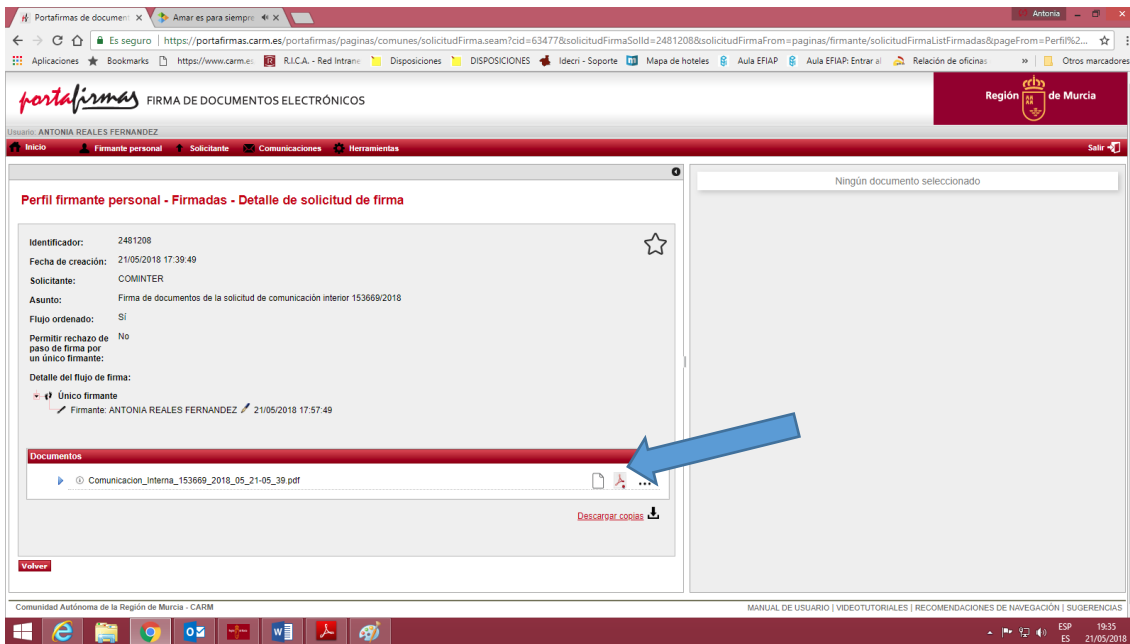 Portafirmas de document
Amar es para siempre
Antonia
Es seguro | https://portafirmas.carm.es/portafirmas/paginas/comunes/solicitudFirma.seam?cid=63477&solicitudFirmaSolId=2481208&solicitudFirmaFrom=paginas/firmante/solicitudFirmaListFirmadas&pageFrom=Perfil%2...
Aplicaciones Bookmarks https://www.carm.es R.I.C.A. - Red Intrane Disposiciones DISPOSICIONES Idecri - Soporte Mapa de hoteles Aula EFIAP Aula EFIAP: Entrar al Relación de oficinas » Otros marcadores
portafirmas FIRMA DE DOCUMENTOS ELECTRÓNICOS
Región de Murcia
Usuario: ANTONIA REALES FERNANDEZ
Inicio Firmante personal Solicitante Comunicaciones Herramientas Salir
Ningún documento seleccionado
Perfil firmante personal - Firmadas - Detalle de solicitud de firma
Identificador: 2481208
Fecha de creación: 21/05/2018 17:39:49
Solicitante: COMINTER
Asunto: Firma de documentos de la solicitud de comunicación interior 153669/2018
Flujo ordenado: Sí
Permitir rechazo de No
paso de firma por
un único firmante:
Detalle del flujo de firma:
Único firmante
Firmante: ANTONIA REALES FERNANDEZ 21/05/2018 17:57:49
Documentos
Comunicacion_Interna_153669_2018_05_21-05_39.pdf ...
Descargar copias
Volver
Comunidad Autónoma de la Región de Murcia - CARM
MANUAL DE USUARIO | VIDEOTUTORIALES | RECOMENDACIONES DE NAVEGACIÓN | SUGERENCIAS
ESP 19:35
ES 21/05/2018